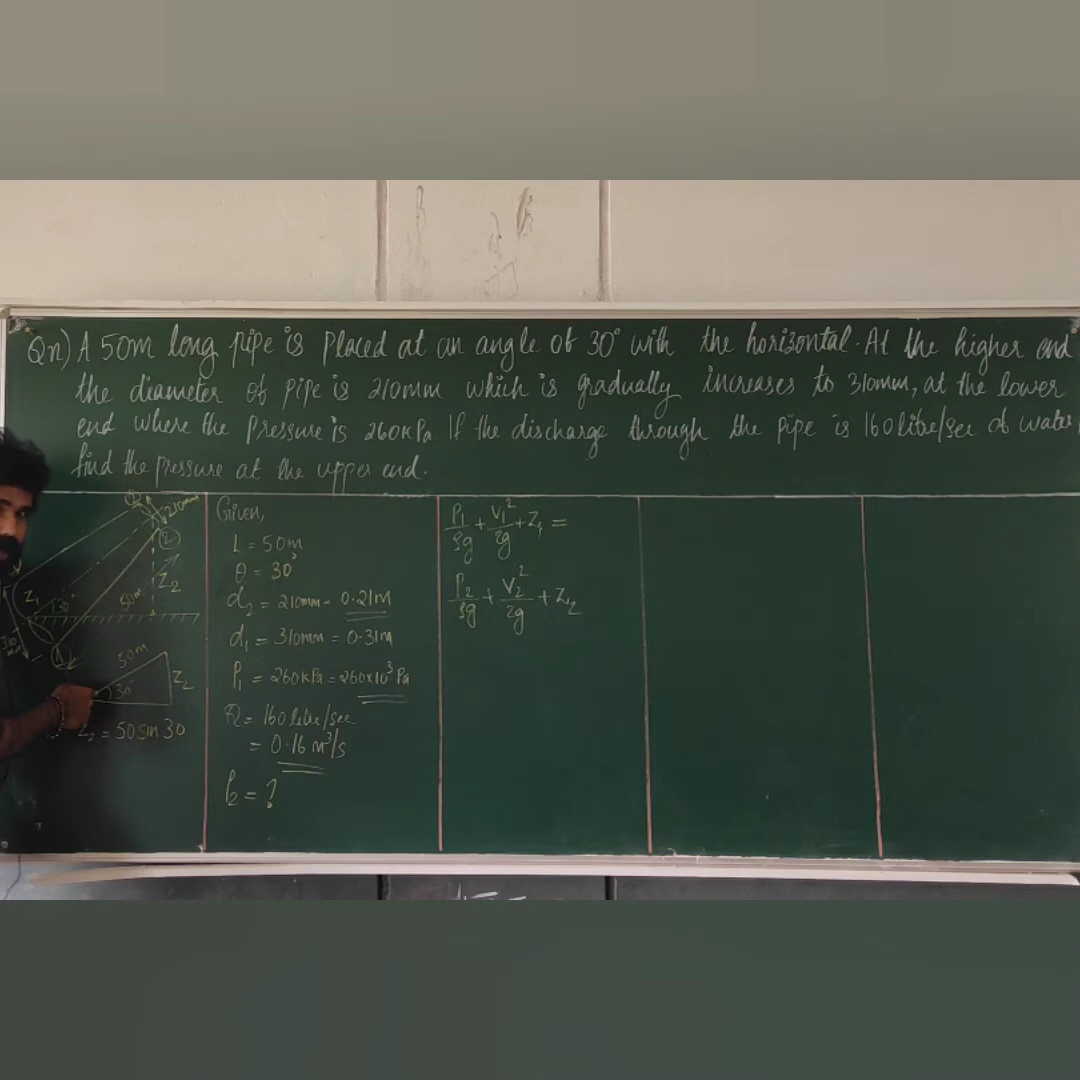 Qn) A 50m long pipe is placed at an angle of 30° with the horizontal. At the higher end
the diameter of pipe is 210mm which is gradually increases to 310mm, at the lower
end where the pressure is 260KPa If the discharge through the pipe is 160 litre/sec of water
find the pressure at the upper end.
210mm
2
Z₂
Z₁
30
50m
1
50m
30°
Z₂
Z₂ = 50 sin 30
Given,
L = 50m
θ = 30°
d₂ = 210mm = 0.21m
d₁ = 310mm = 0.31m
P₁ = 260kPa = 260x10³ Pa
Q = 160 litre/sec
= 0.16 m³/s
P₂ = ?
P₁/ρg + V₁²/2g + Z₁ =
P₂/ρg + V₂²/2g + Z₂